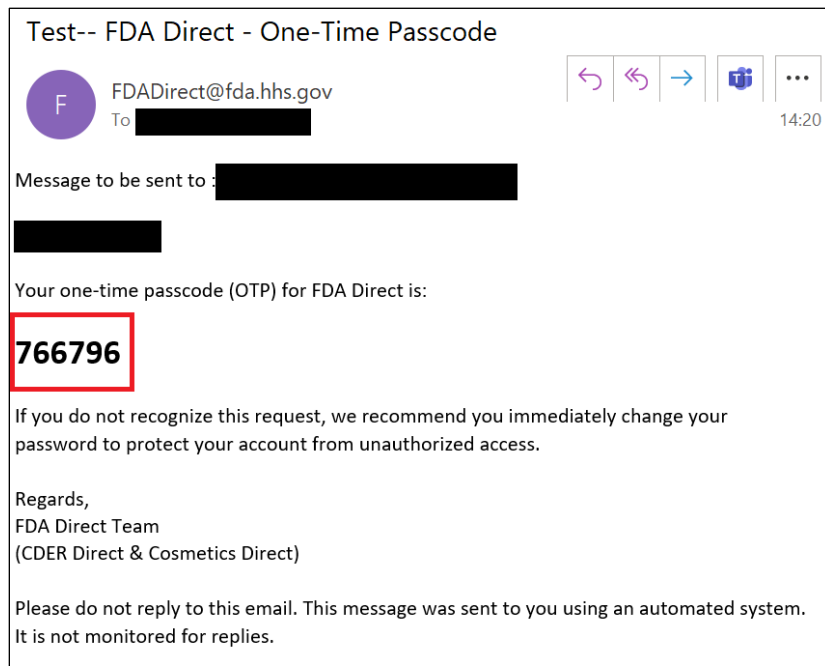 Test-- FDA Direct - One-Time Passcode
F
FDADirect@fda.hhs.gov
To
14:20
Message to be sent to :
Your one-time passcode (OTP) for FDA Direct is:
766796
If you do not recognize this request, we recommend you immediately change your
password to protect your account from unauthorized access.
Regards,
FDA Direct Team
(CDER Direct & Cosmetics Direct)
Please do not reply to this email. This message was sent to you using an automated system.
It is not monitored for replies.